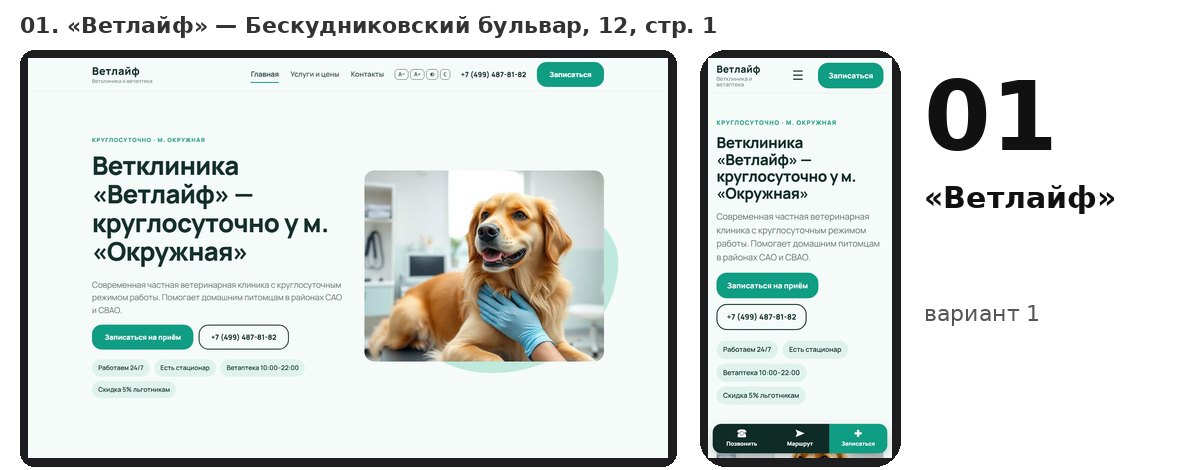 01. «Ветлайф» — Бескудниковский бульвар, 12, стр. 1
Ветлайф
Ветклиника и ветаптека
Главная
Услуги и цены
Контакты
A−
A+
+7 (499) 487-81-82
Записаться
КРУГЛОСУТОЧНО · М. ОКРУЖНАЯ
Ветклиника
«Ветлайф» —
круглосуточно у м.
«Окружная»
Современная частная ветеринарная клиника с круглосуточным
режимом работы. Помогает домашним питомцам в районах САО
и СВАО.
Записаться на приём
+7 (499) 487-81-82
Работаем 24/7
Есть стационар
Ветаптека 10:00–22:00
Скидка 5% льготникам
Ветлайф
Ветклиника и
ветаптека
Записаться
КРУГЛОСУТОЧНО · М. ОКРУЖНАЯ
Ветклиника
«Ветлайф» —
круглосуточно у м.
«Окружная»
Современная частная ветеринарная
клиника с круглосуточным режимом
работы. Помогает домашним питомцам
в районах САО и СВАО.
Записаться на приём
+7 (499) 487-81-82
Работаем 24/7
Есть стационар
Ветаптека 10:00–22:00
Скидка 5% льготникам
Позвонить
Маршрут
Записаться
01
«Ветлайф»
вариант 1